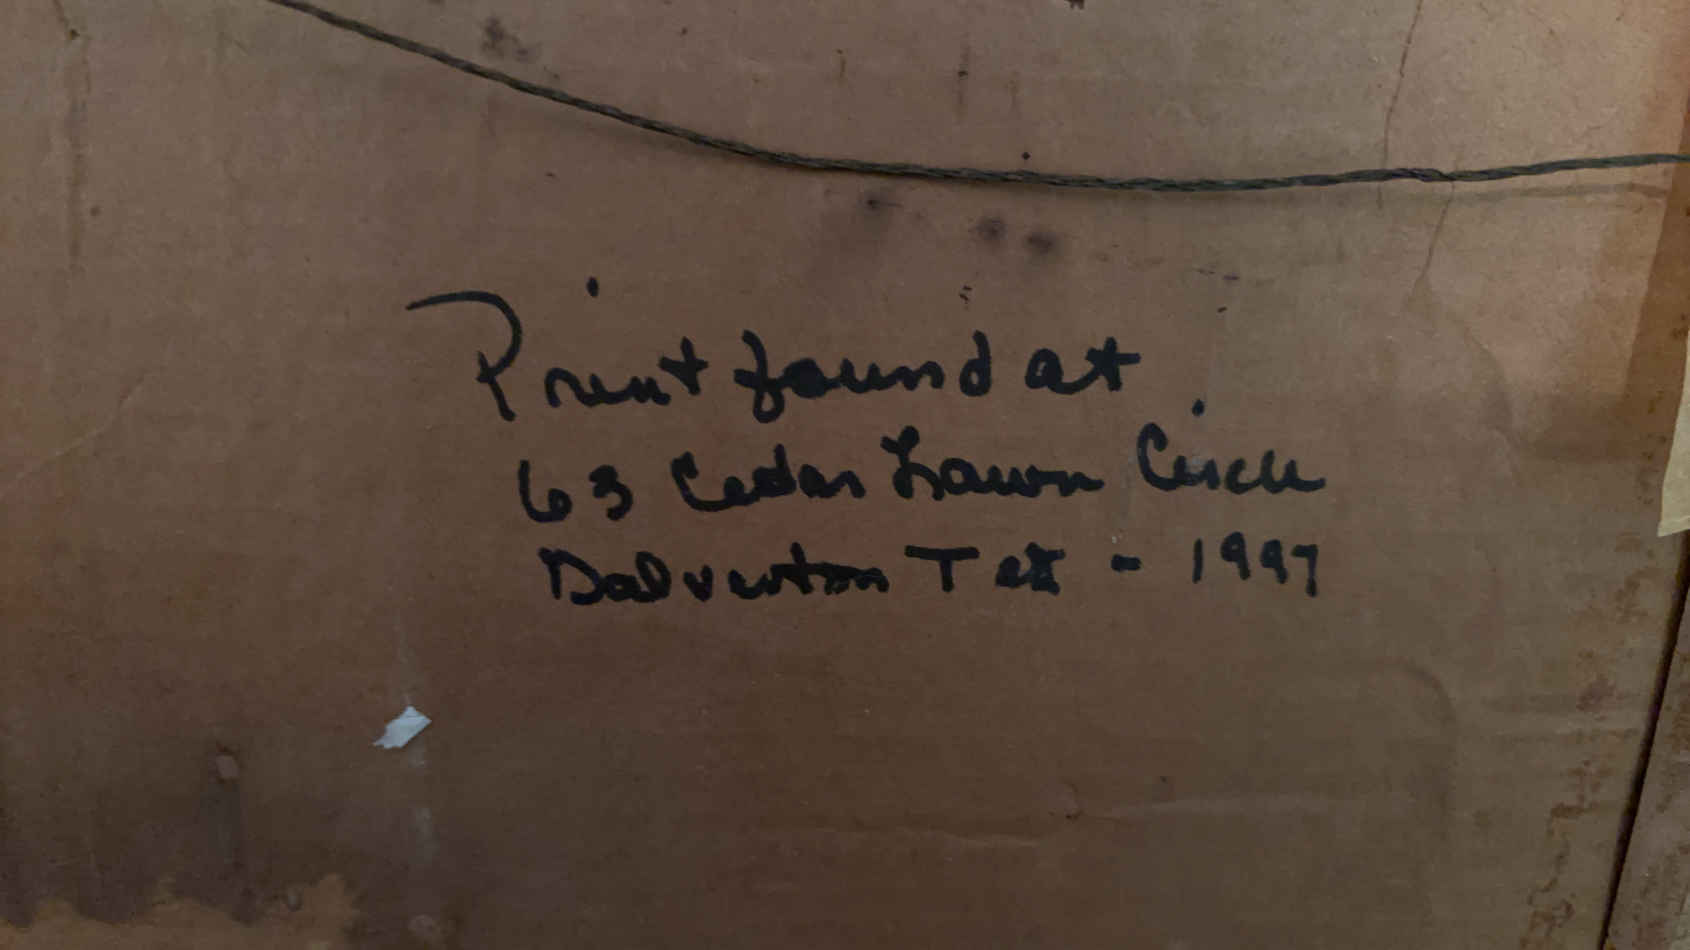 Print found at
63 Cedar Lawn Circle
Galveston Tex - 1997